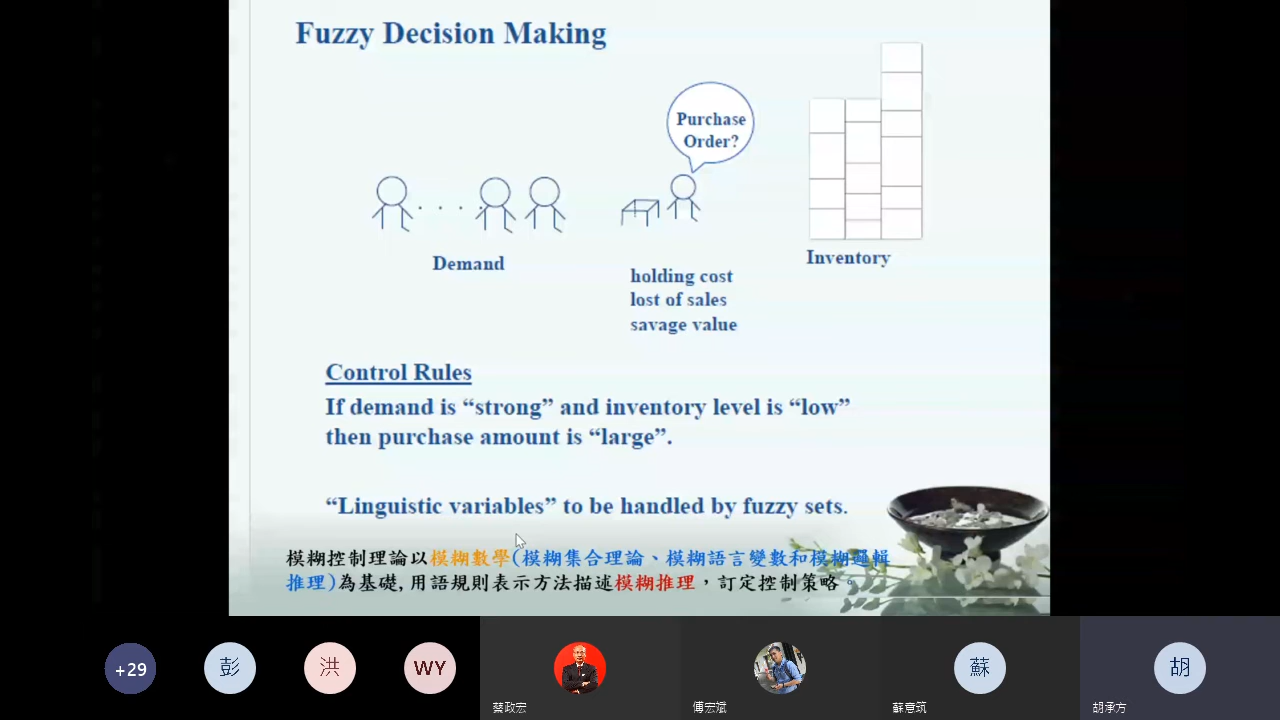 Fuzzy Decision Making
Purchase
Order?
Demand
Inventory
holding cost
lost of sales
savage value
Control Rules
If demand is “strong” and inventory level is “low”
then purchase amount is “large”.
“Linguistic variables” to be handled by fuzzy sets.
模糊控制理論以模糊數學(模糊集合理論、模糊語言變數和模糊邏輯
推理)為基礎, 用語規則表示方法描述模糊推理，訂定控制策略。
+29
彭
洪
WY
蘇
胡
蔡政宏
傅宏斌
蘇意筑
胡承方